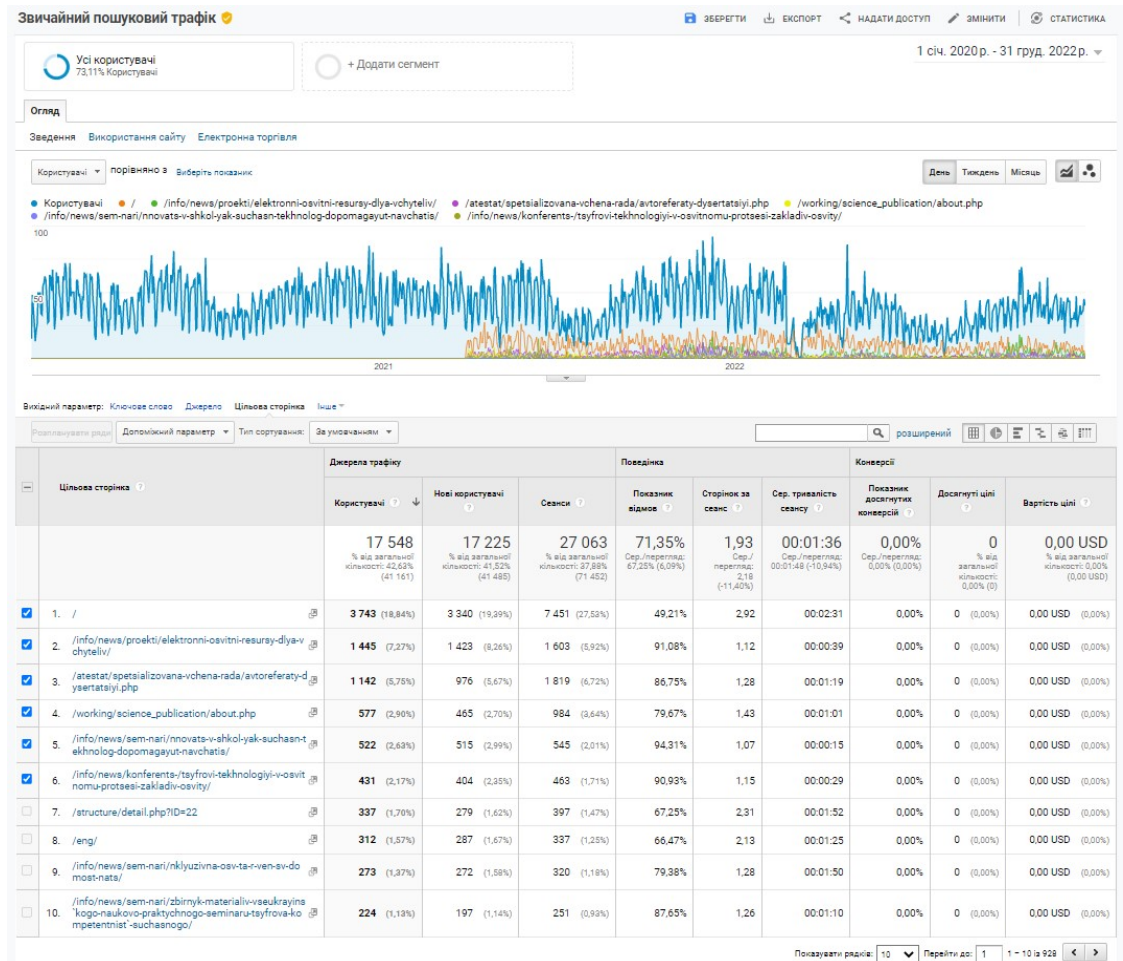 Звичайний пошуковий трафік
ЗБЕРЕГТИ ЕКСПОРТ НАДАТИ ДОСТУП ЗМІНИТИ СТАТИСТИКА
Усі користувачі
73,11% Користувачі
+ Додати сегмент
1 січ. 2020 р. - 31 груд. 2022 р.
Огляд
Зведення Використання сайту Електронна торгівля
Користувачі порівняно з Виберіть показник
День Тиждень Місяць
Користувачі / /info/news/proekti/elektronni-osvitni-resursy-dlya-vchyteliv/ /atestat/spetsializovana-vchena-rada/avtoreferaty-dysertatsiyi.php /working/science_publication/about.php
/info/news/sem-nari/nnovats-v-shkol-yak-suchasn-tekhnolog-dopomagayut-navchatis/ /info/news/konferents-/tsyfrovi-tekhnologiyi-v-osvitnomu-protsesi-zakladiv-osvity/
100
50
2021 2022
Вихідний параметр: Ключове слово Джерело Цільова сторінка Інше
Розпланувати ряди Допоміжний параметр Тип сортування: За умовчанням розширений
Джерела трафіку Поведінка Конверсії
Цільова сторінка ?
Користувачі ? Нові користувачі ? Сеанси ? Показник відмов ? Сторінок за сеанс ? Сер. тривалість сеансу ? Показник досягнутих конверсій ? Досягнуті цілі ? Вартість цілі ?
17 548 17 225 27 063 71,35% 1,93 00:01:36 0,00% 0 0,00 USD
% від загальної кількості: 42,63% (41 161) % від загальної кількості: 41,52% (41 485) % від загальної кількості: 37,88% (71 452) Сер./перегляд: 67,25% (6,09%) Сер./перегляд: 2,18 (-11,40%) Сер./перегляд: 00:01:48 (-10,94%) Сер./перегляд: 0,00% (0,00%) % від загальної кількості: 0,00% (0) % від загальної кількості: 0,00% (0,00 USD)
1. / 3 743 (18,84%) 3 340 (19,39%) 7 451 (27,53%) 49,21% 2,92 00:02:31 0,00% 0 (0,00%) 0,00 USD (0,00%)
2. /info/news/proekti/elektronni-osvitni-resursy-dlya-v
chyteliv/ 1 445 (7,27%) 1 423 (8,26%) 1 603 (5,92%) 91,08% 1,12 00:00:39 0,00% 0 (0,00%) 0,00 USD (0,00%)
3. /atestat/spetsializovana-vchena-rada/avtoreferaty-d
ysertatsiyi.php 1 142 (5,75%) 976 (5,67%) 1 819 (6,72%) 86,75% 1,28 00:01:19 0,00% 0 (0,00%) 0,00 USD (0,00%)
4. /working/science_publication/about.php 577 (2,90%) 465 (2,70%) 984 (3,64%) 79,67% 1,43 00:01:01 0,00% 0 (0,00%) 0,00 USD (0,00%)
5. /info/news/sem-nari/nnovats-v-shkol-yak-suchasn-t
ekhnolog-dopomagayut-navchatis/ 522 (2,63%) 515 (2,99%) 545 (2,01%) 94,31% 1,07 00:00:15 0,00% 0 (0,00%) 0,00 USD (0,00%)
6. /info/news/konferents-/tsyfrovi-tekhnologiyi-v-osvit
nomu-protsesi-zakladiv-osvity/ 431 (2,17%) 404 (2,35%) 463 (1,71%) 90,93% 1,15 00:00:29 0,00% 0 (0,00%) 0,00 USD (0,00%)
7. /structure/detail.php?ID=22 337 (1,70%) 279 (1,62%) 397 (1,47%) 67,25% 2,31 00:01:52 0,00% 0 (0,00%) 0,00 USD (0,00%)
8. /eng/ 312 (1,57%) 287 (1,67%) 337 (1,25%) 66,47% 2,13 00:01:25 0,00% 0 (0,00%) 0,00 USD (0,00%)
9. /info/news/sem-nari/nklyuzivna-osv-ta-r-ven-sv-do
most-nats/ 273 (1,37%) 272 (1,58%) 320 (1,18%) 79,38% 1,28 00:01:50 0,00% 0 (0,00%) 0,00 USD (0,00%)
10. /info/news/sem-nari/zbirnyk-materialiv-vseukrayins
`kogo-naukovo-praktychnogo-seminaru-tsyfrova-ko
mpetentnist`-suchasnogo/ 224 (1,13%) 197 (1,14%) 251 (0,93%) 87,65% 1,26 00:01:10 0,00% 0 (0,00%) 0,00 USD (0,00%)
Показувати рядків: 10 Перейти до: 1 1 – 10 із 928